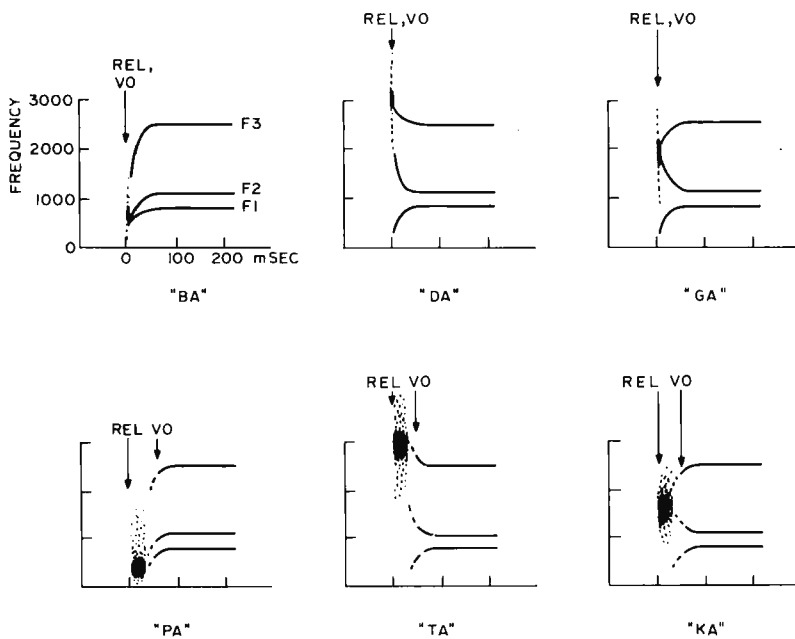 REL,
VO
REL, VO
REL, VO
FREQUENCY
3000
2000
1000
0
F3
F2
F1
0 100 200 mSEC
"BA"
"DA"
"GA"
REL VO
REL VO
REL VO
"PA"
"TA"
"KA"